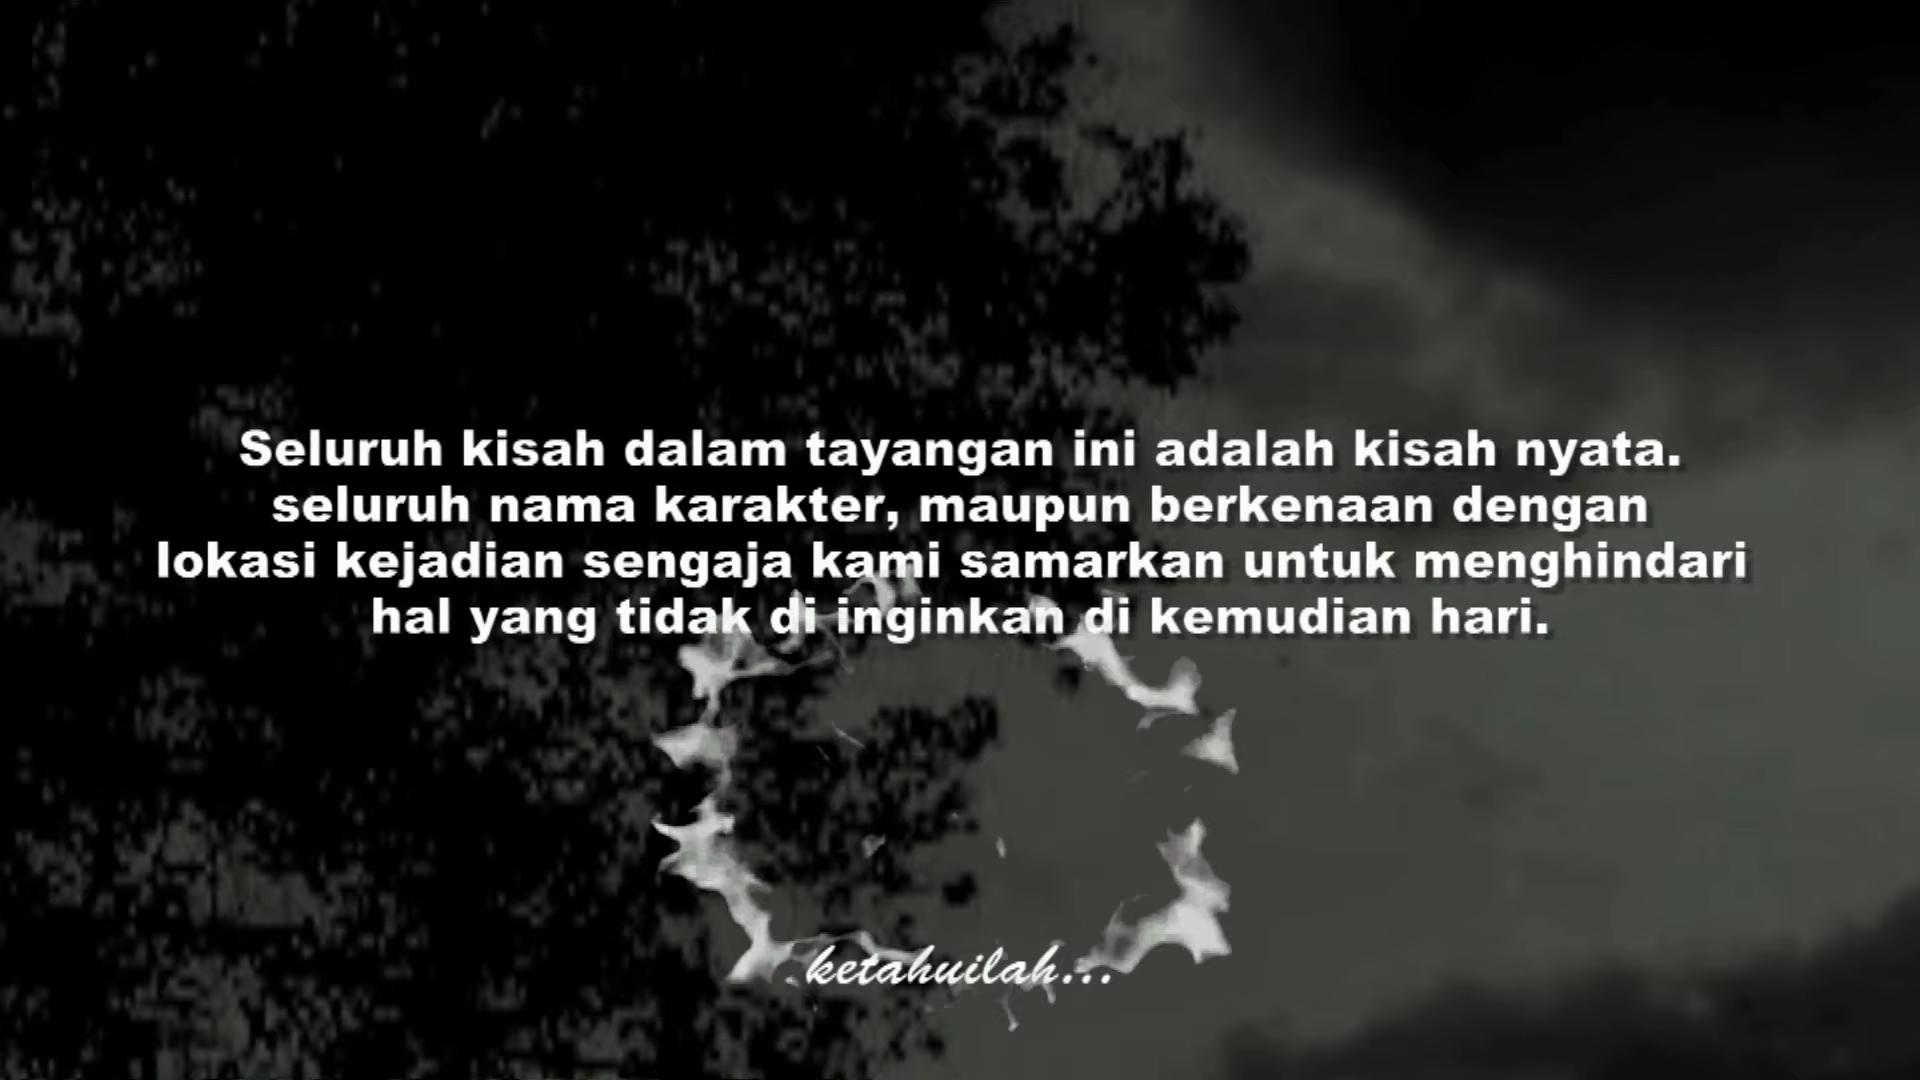 Seluruh kisah dalam tayangan ini adalah kisah nyata.
seluruh nama karakter, maupun berkenaan dengan
lokasi kejadian sengaja kami samarkan untuk menghindari
hal yang tidak di inginkan di kemudian hari.
ketahuilah...